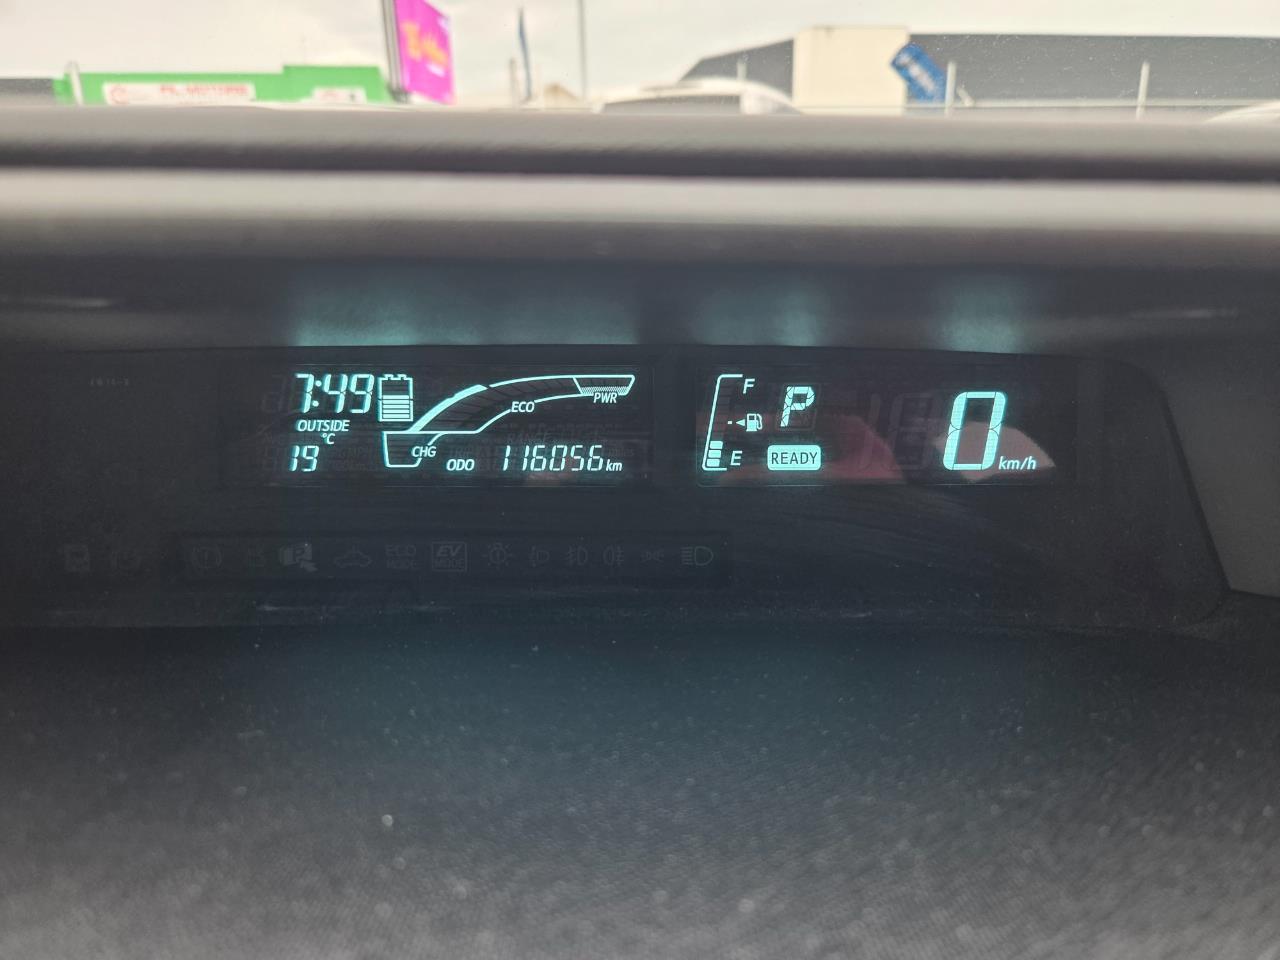 7:49
OUTSIDE
°C
19
CHG
ECO
PWR
ODO 116056 km
F
E
P
READY
0 km/h
ECO
MODE
EV
MODE